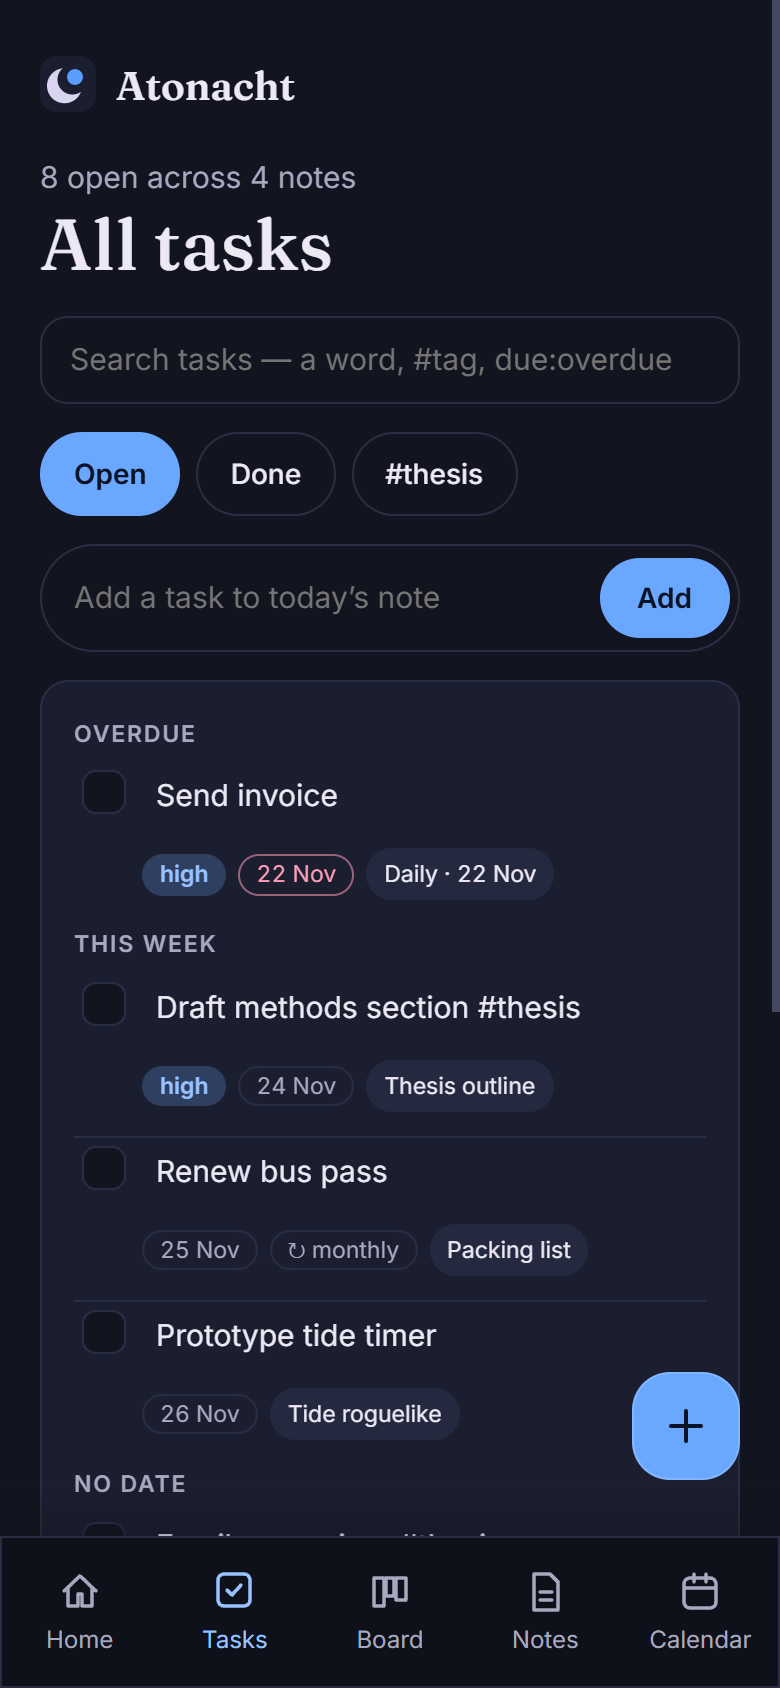 Atonacht
8 open across 4 notes
All tasks
Search tasks — a word, #tag, due:overdue
Open Done #thesis
Add a task to today’s note Add
OVERDUE
Send invoice
high 22 Nov Daily · 22 Nov
THIS WEEK
Draft methods section #thesis
high 24 Nov Thesis outline
Renew bus pass
25 Nov ↻ monthly Packing list
Prototype tide timer
26 Nov Tide roguelike
NO DATE
Home Tasks Board Notes Calendar